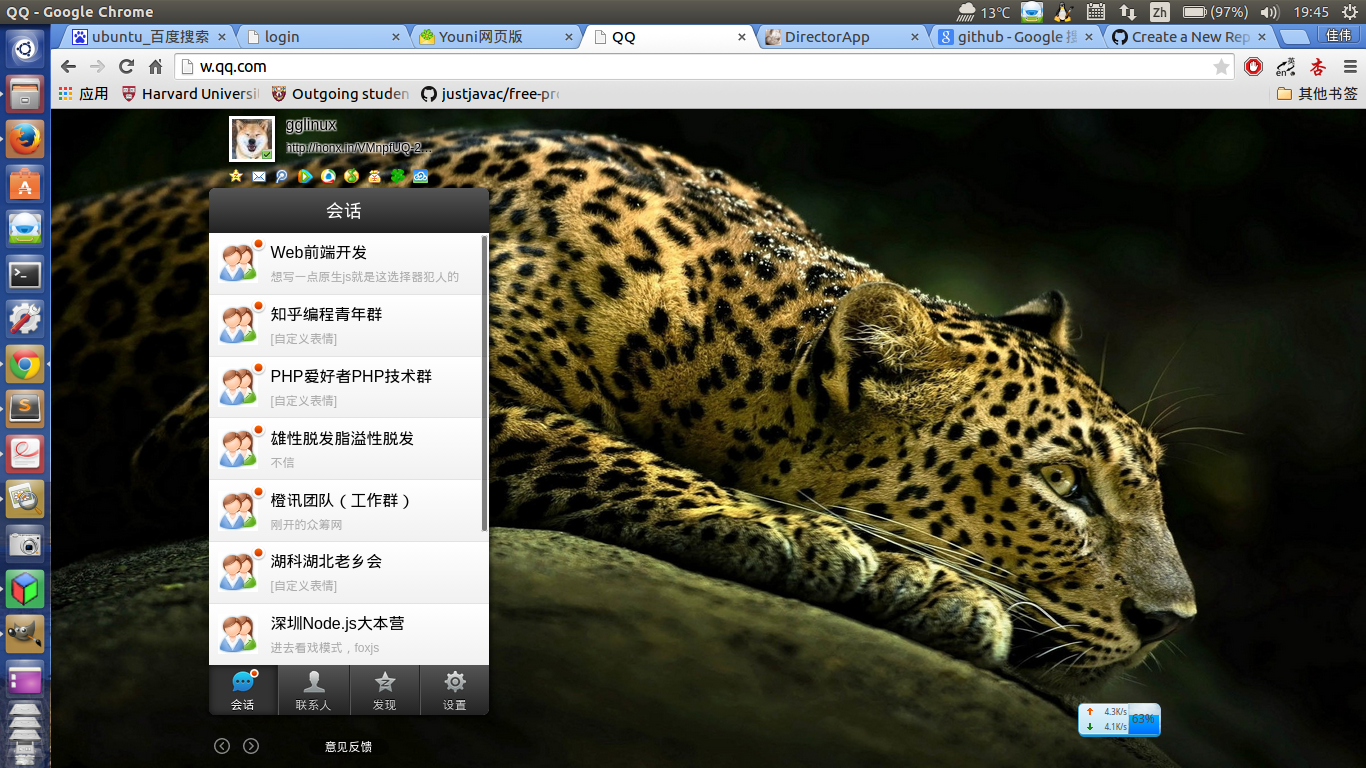 QQ - Google Chrome
13°C
Zh
(97%)
19:45
ubuntu_百度搜索
login
Youni网页版
QQ
DirectorApp
github - Google 搜
Create a New Rep
佳伟
w.qq.com
英
en
杏
应用
Harvard Universi
Outgoing studen
justjavac/free-pro
其他书签
gglinux
http://honx.in/VMnpfUQ-2...
会话
Web前端开发
想写一点原生js就是这选择器犯人的
知乎编程青年群
[自定义表情]
PHP爱好者PHP技术群
[自定义表情]
雄性脱发脂溢性脱发
不信
橙讯团队（工作群）
刚开的众筹网
湖科湖北老乡会
[自定义表情]
深圳Node.js大本营
进去看戏模式，foxjs
会话
联系人
发现
设置
意见反馈
4.3K/s
4.1K/s
63%